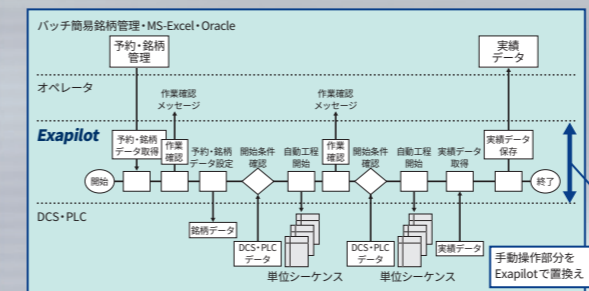 バッチ簡易銘柄管理・MS-Excel・Oracle
予約・銘柄
管理
実績
データ
オペレータ
作業確認
メッセージ
作業確認
メッセージ
Exapilot
予約・銘柄
データ取得
作業
確認
予約・銘柄
データ設定
開始条件
確認
自動工程
開始
作業
確認
開始条件
確認
自動工程
開始
実績データ
取得
実績データ
保存
開始
終了
DCS・PLC
銘柄データ
DCS・PLC
データ
単位シーケンス
DCS・PLC
データ
単位シーケンス
実績データ
手動操作部分を
Exapilotで置換え